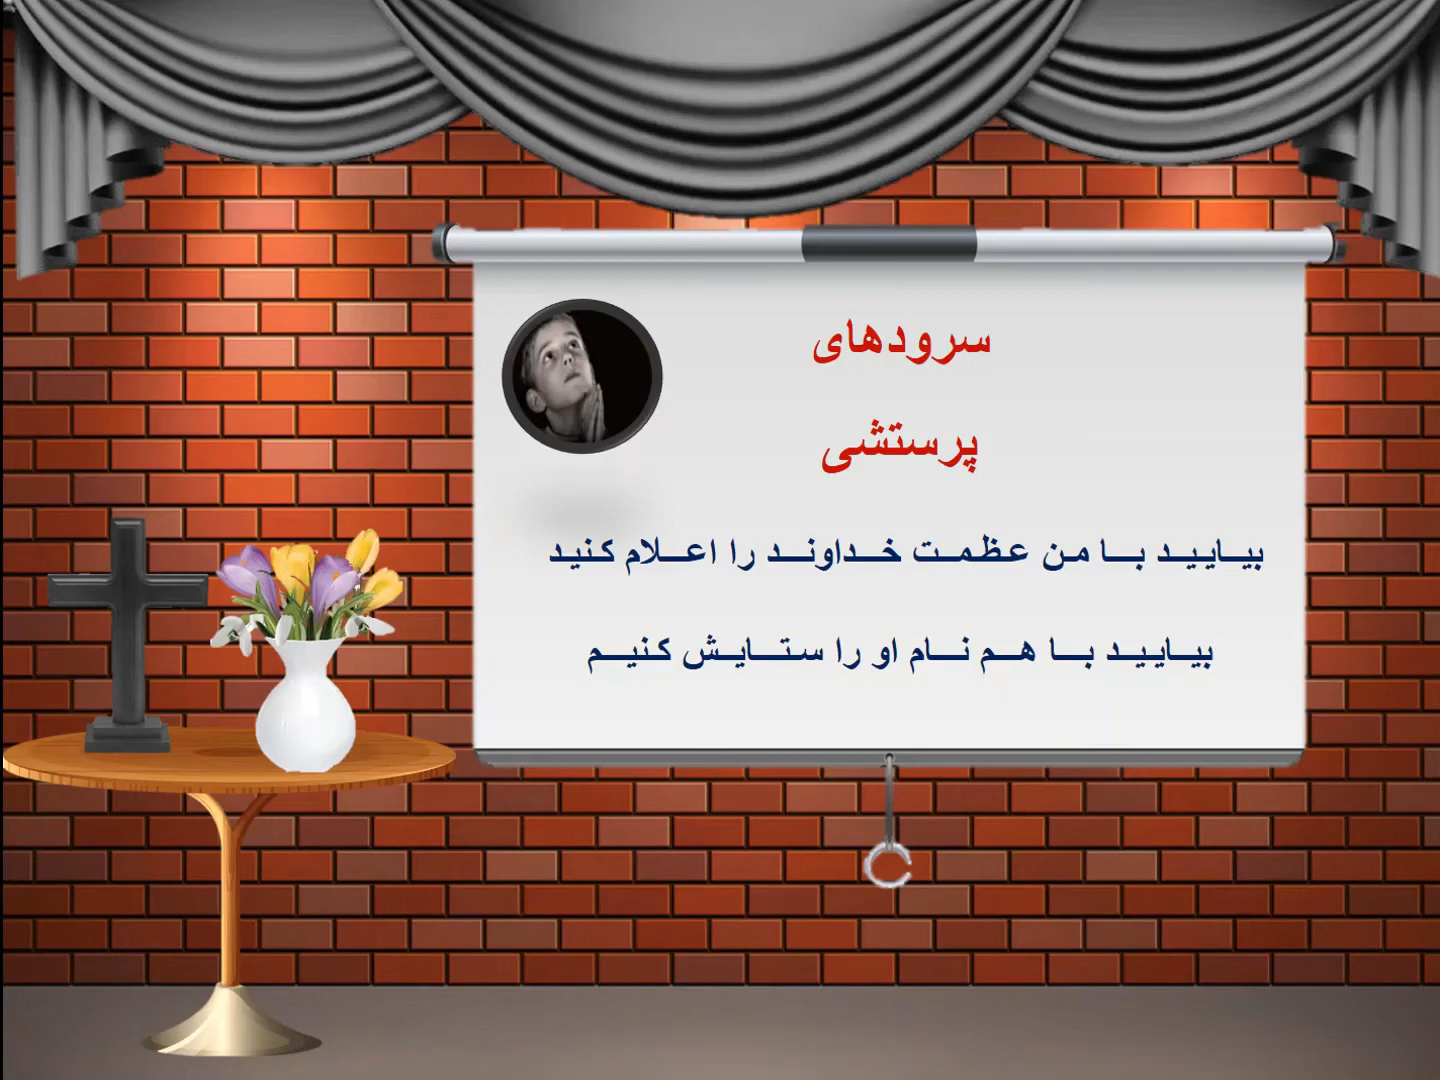 سرودهای
پرستشی
بیایید با من عظمت خداوند را اعلام کنید
بیایید با هم نام او را ستایش کنیم